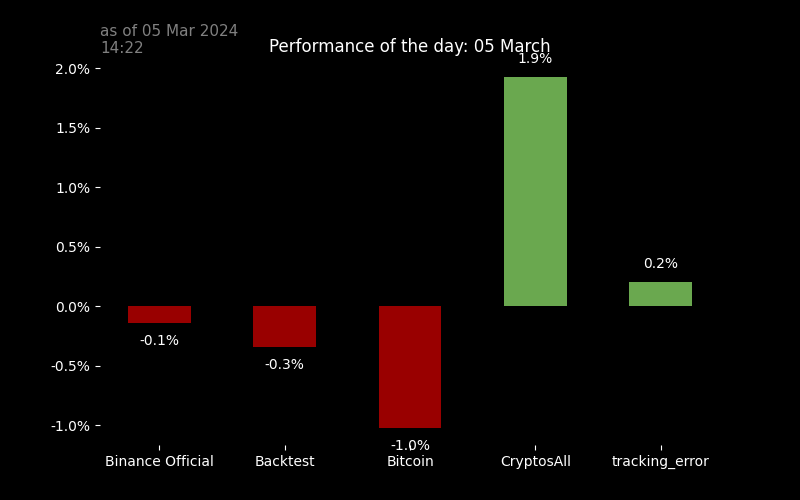 as of 05 Mar 2024
14:22
Performance of the day: 05 March
2.0%
1.5%
1.0%
0.5%
0.0%
-0.5%
-1.0%
-0.1%
-0.3%
-1.0%
1.9%
0.2%
Binance Official
Backtest
Bitcoin
CryptosAll
tracking_error